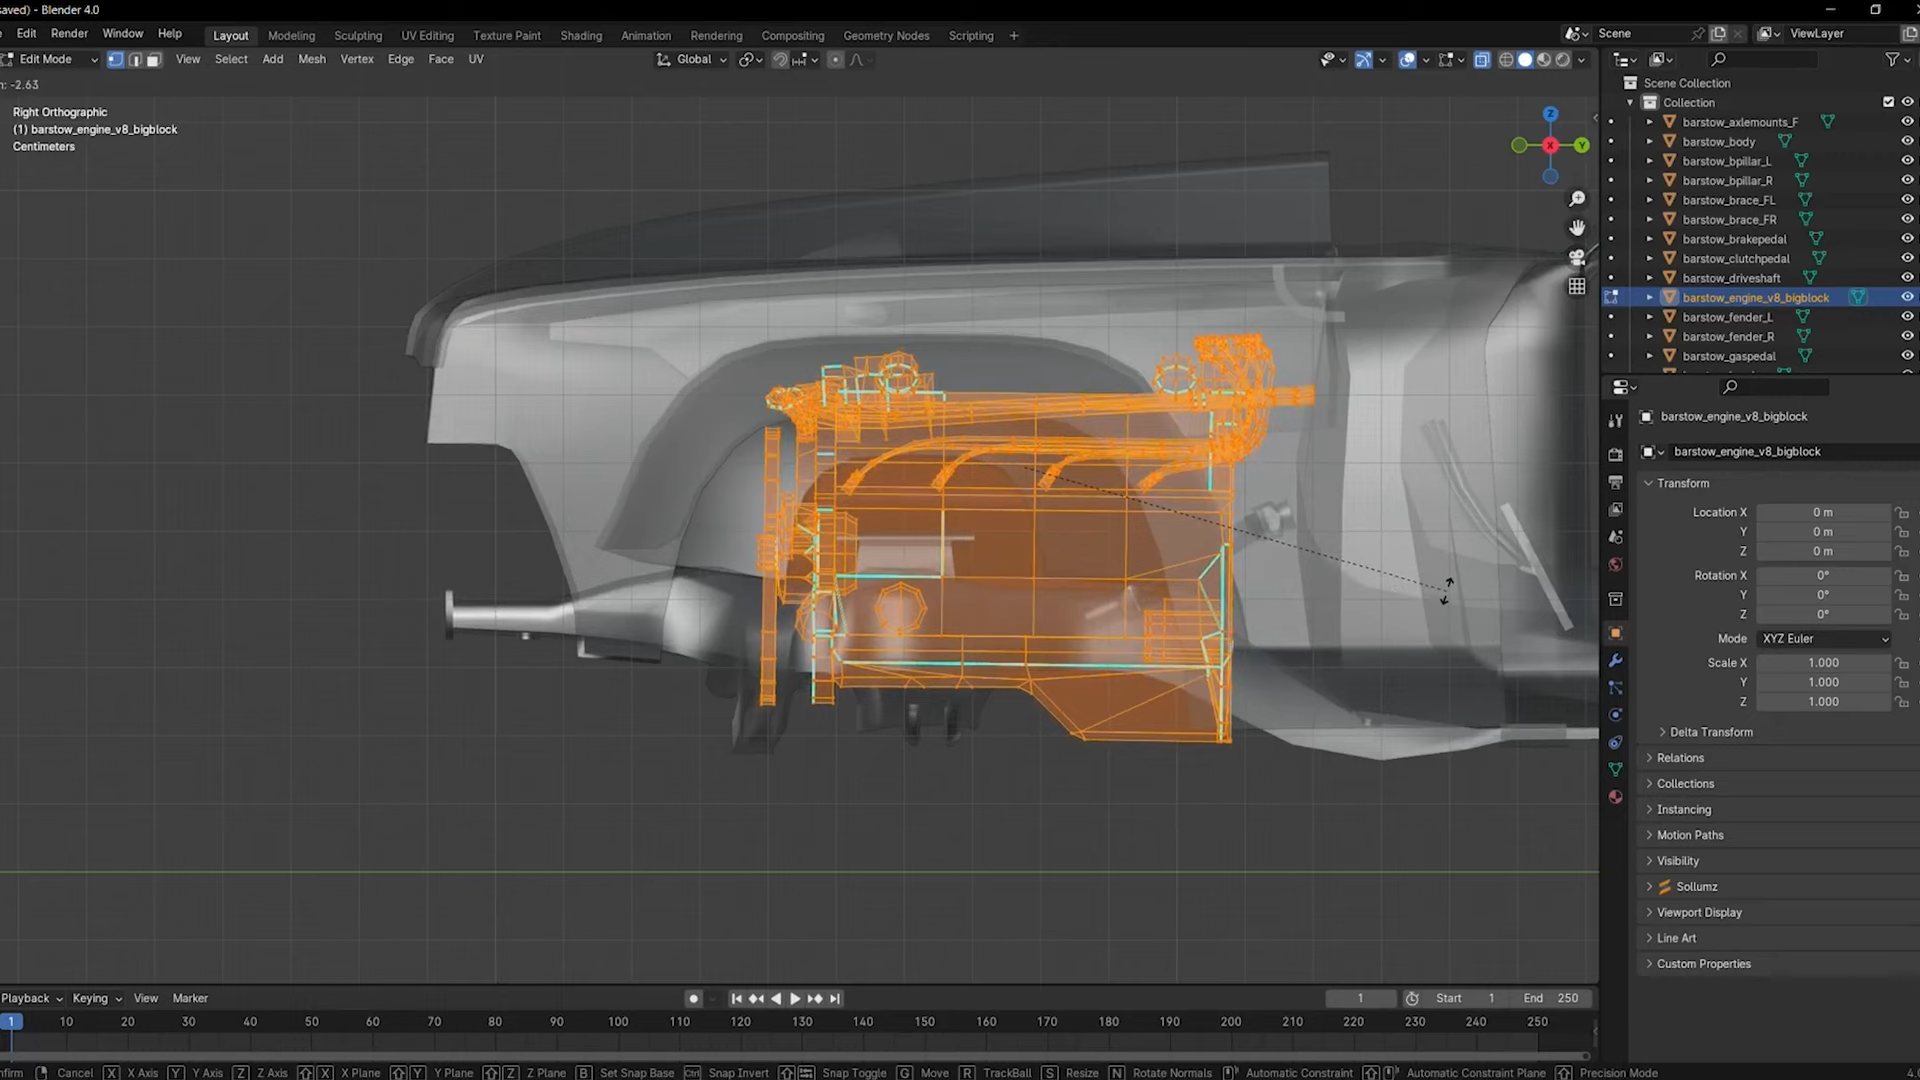 saved) - Blender 4.0
Edit Render Window Help Layout Modeling Sculpting UV Editing Texture Paint Shading Animation Rendering Compositing Geometry Nodes Scripting + Scene ViewLayer
Edit Mode View Select Add Mesh Vertex Edge Face UV Global
n: -2.63
Right Orthographic
(1) barstow_engine_v8_bigblock
Centimeters
Z
X
Y
Scene Collection
Collection
barstow_axlemounts_F
barstow_body
barstow_bpillar_L
barstow_bpillar_R
barstow_brace_FL
barstow_brace_FR
barstow_brakepedal
barstow_clutchpedal
barstow_driveshaft
barstow_engine_v8_bigblock
barstow_fender_L
barstow_fender_R
barstow_gaspedal
barstow_engine_v8_bigblock
barstow_engine_v8_bigblock
Transform
Location X 0 m
Y 0 m
Z 0 m
Rotation X 0°
Y 0°
Z 0°
Mode XYZ Euler
Scale X 1.000
Y 1.000
Z 1.000
Delta Transform
Relations
Collections
Instancing
Motion Paths
Visibility
Sollumz
Viewport Display
Line Art
Custom Properties
Playback Keying View Marker 1 Start 1 End 250
1 10 20 30 40 50 60 70 80 90 100 110 120 130 140 150 160 170 180 190 200 210 220 230 240 250
nfirm Cancel X X Axis Y Y Axis Z Z Axis X X Plane Y Y Plane Z Z Plane B Set Snap Base Ctrl Snap Invert Snap Toggle G Move R TrackBall S Resize N Rotate Normals Automatic Constraint Automatic Constraint Plane Precision Mode 4.